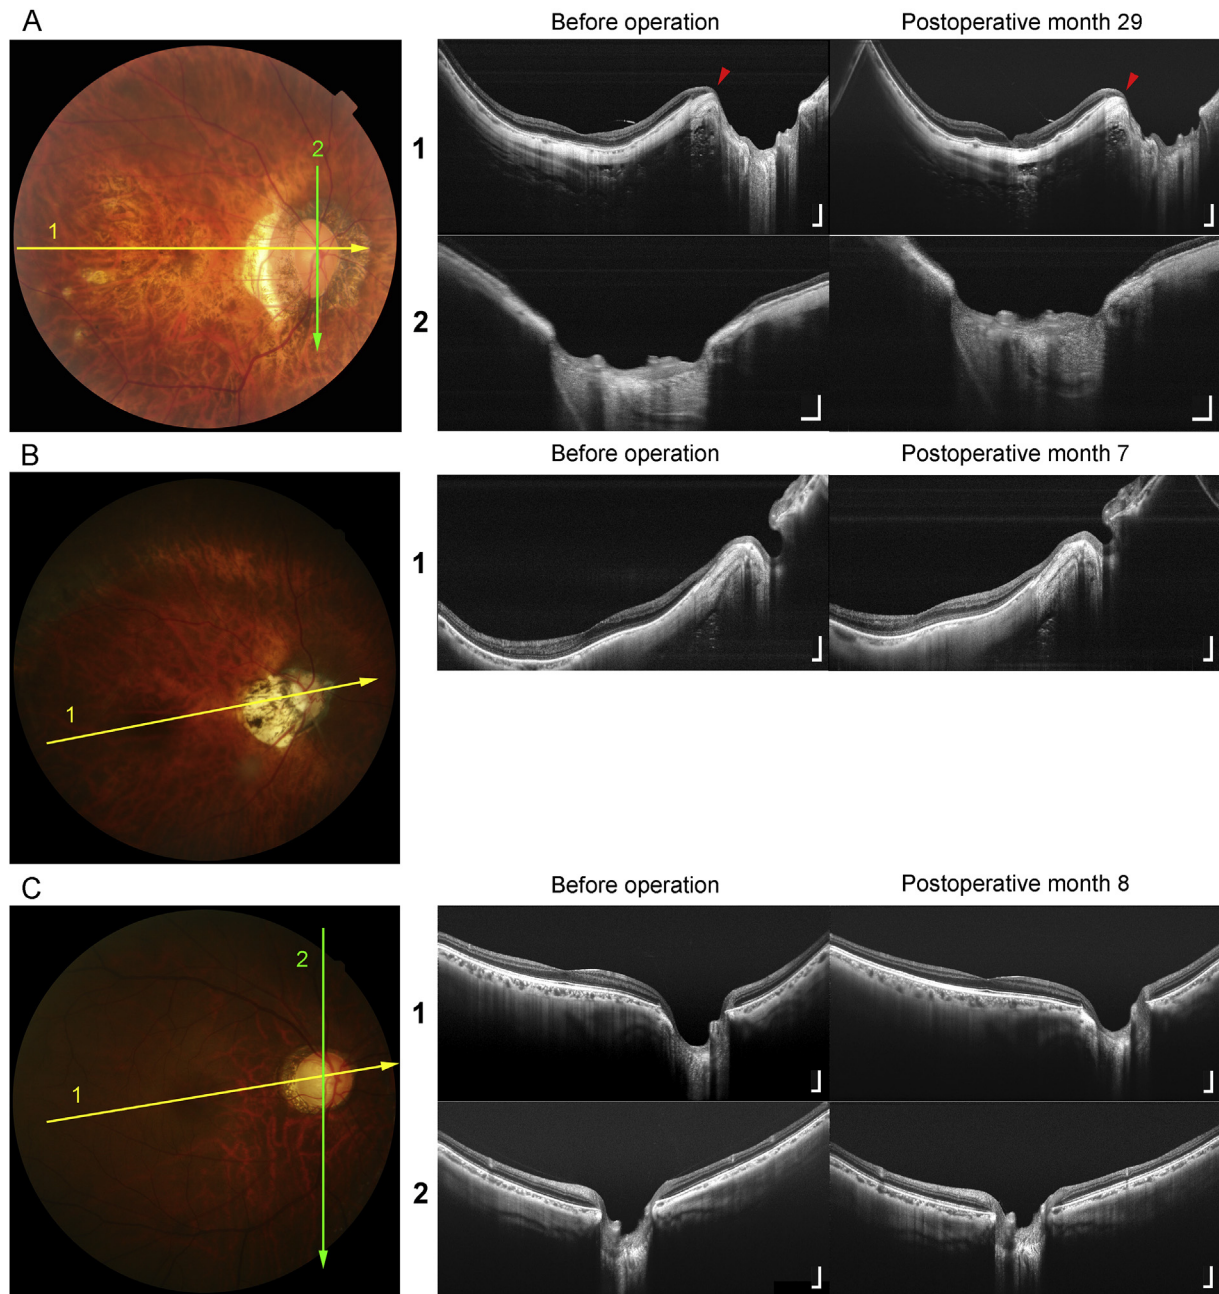 A
Before operation
Postoperative month 29
1
2
1
2
B
Before operation
Postoperative month 7
1
1
C
Before operation
Postoperative month 8
2
1
1
2